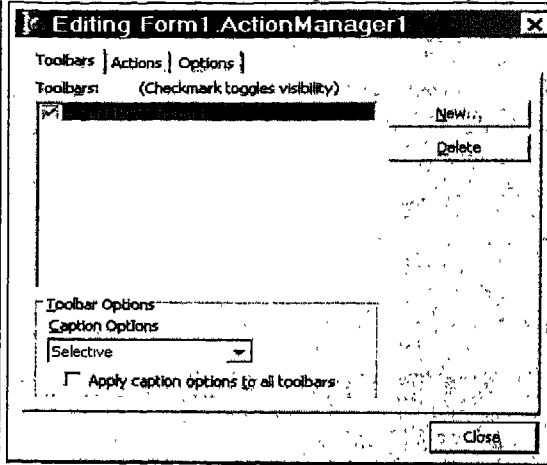 Editing Form1.ActionManager1
Toolbars Actions Options
Toolbars: (Checkmark toggles visibility)
New...
Delete
Toolbar Options
Caption Options
Selective
Apply caption options to all toolbars
Close